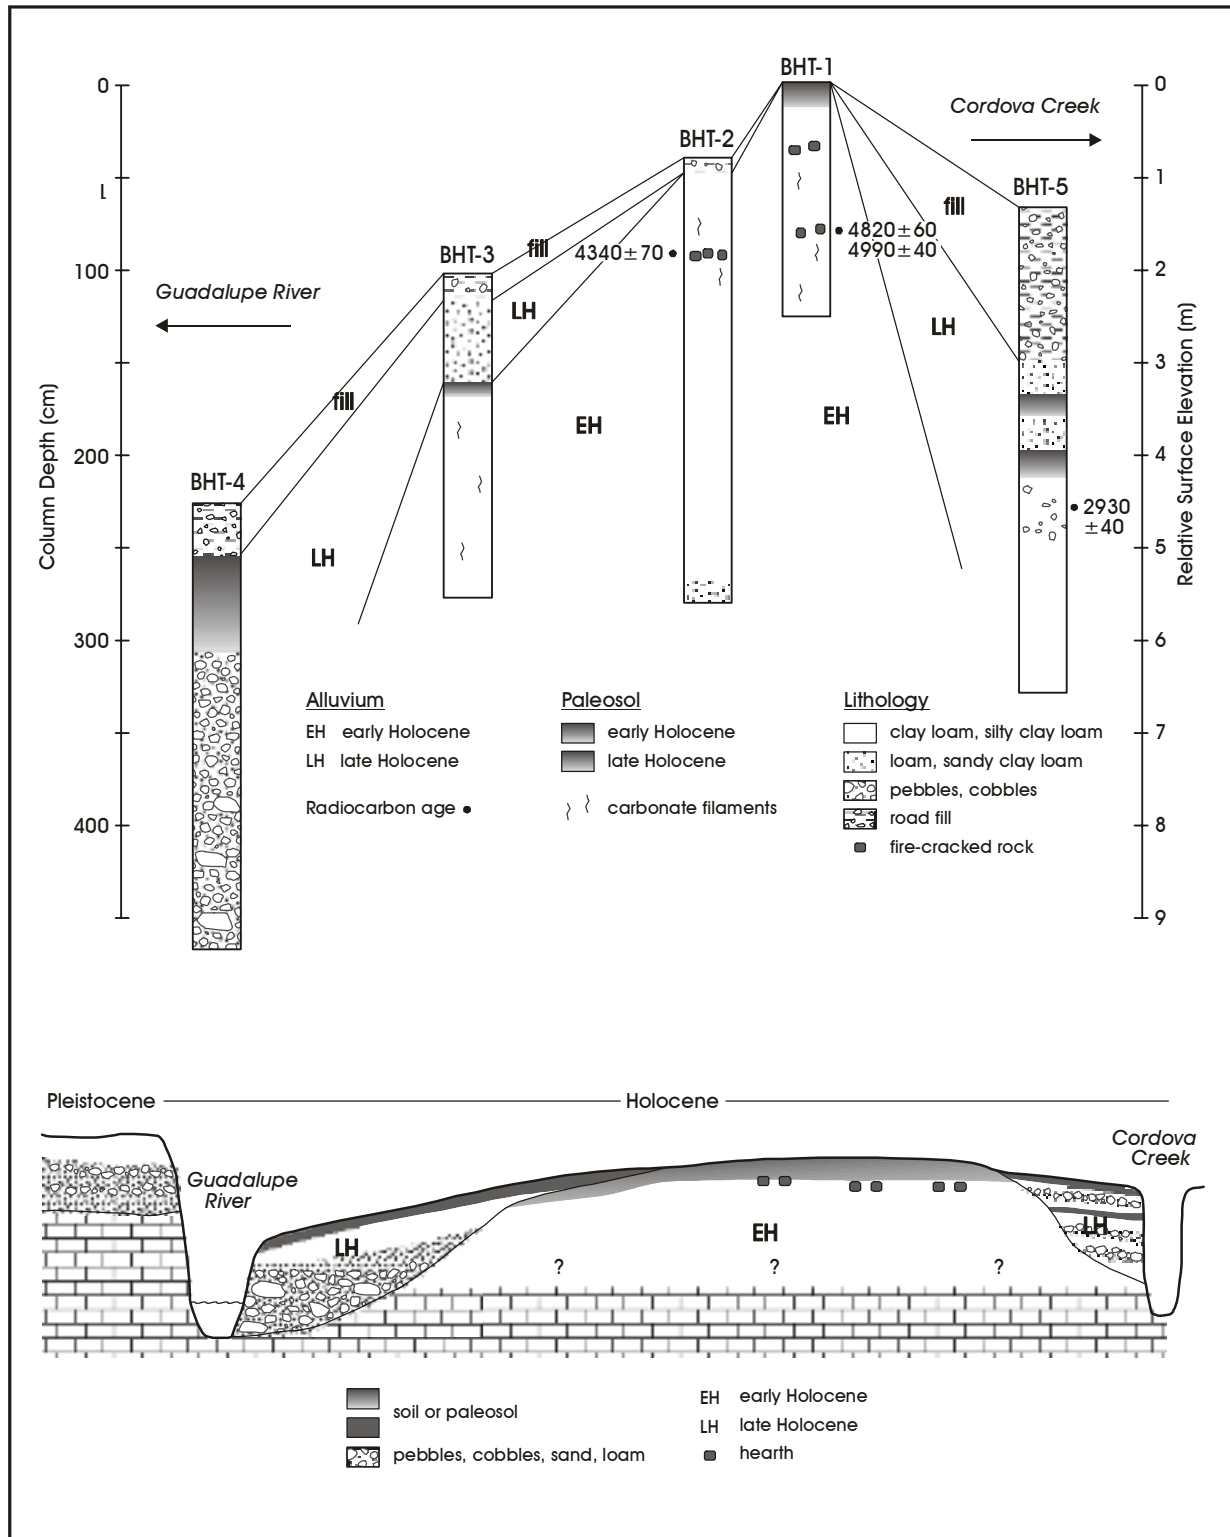 BHT-1
0
0
Cordova Creek
BHT-2
1
BHT-5
fill
4820±60
4990±40
4340±70
fill
BHT-3
100
2
Guadalupe River
LH
LH
3
fill
EH
EH
200
4
BHT-4
2930
±40
LH
5
300
6
Column Depth (cm)
Relative Surface Elevation (m)
Alluvium
EH early Holocene
LH late Holocene
Radiocarbon age
Paleosol
early Holocene
late Holocene
carbonate filaments
Lithology
clay loam, silty clay loam
loam, sandy clay loam
pebbles, cobbles
road fill
fire-cracked rock
7
400
8
9
Pleistocene
Holocene
Cordova
Creek
Guadalupe
River
LH
EH
LH
? ? ?
soil or paleosol
pebbles, cobbles, sand, loam
EH early Holocene
LH late Holocene
hearth